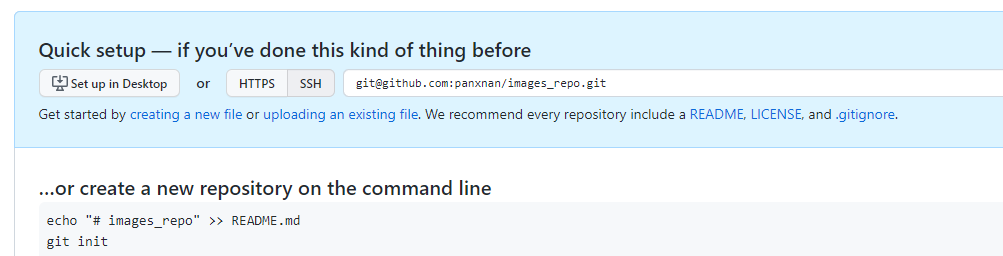 Quick setup — if you've done this kind of thing before
Set up in Desktop or HTTPS SSH git@github.com:panxnan/images_repo.git
Get started by creating a new file or uploading an existing file. We recommend every repository include a README, LICENSE, and .gitignore.
…or create a new repository on the command line
echo "# images_repo" >> README.md
git init